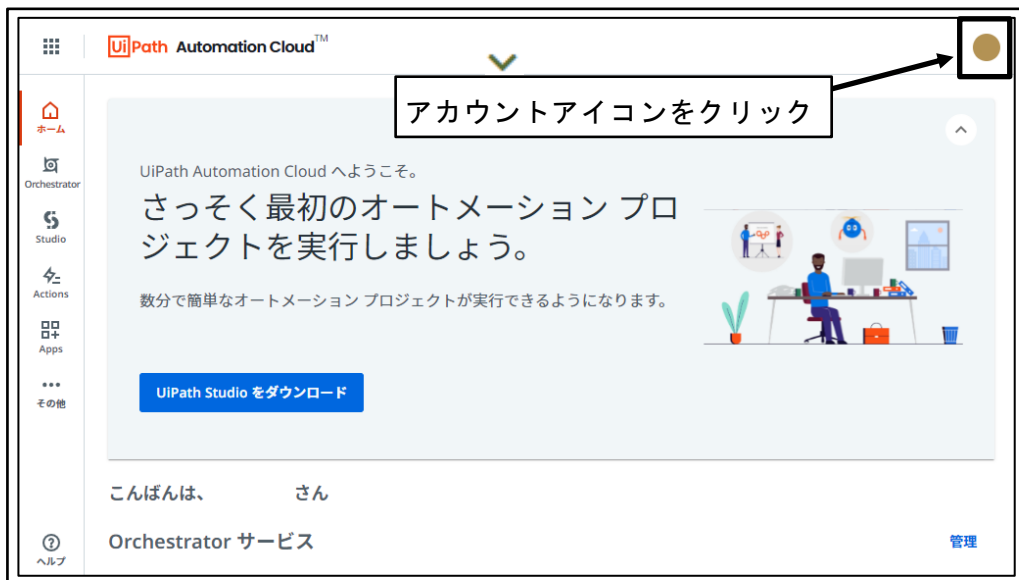 UiPath Automation Cloud™
アカウントアイコンをクリック
ホーム
Orchestrator
Studio
Actions
Apps
その他
ヘルプ
UiPath Automation Cloud へようこそ。
さっそく最初のオートメーション プロ
ジェクトを実行しましょう。
数分で簡単なオートメーション プロジェクトが実行できるようになります。
UiPath Studio をダウンロード
こんばんは、 さん
Orchestrator サービス
管理